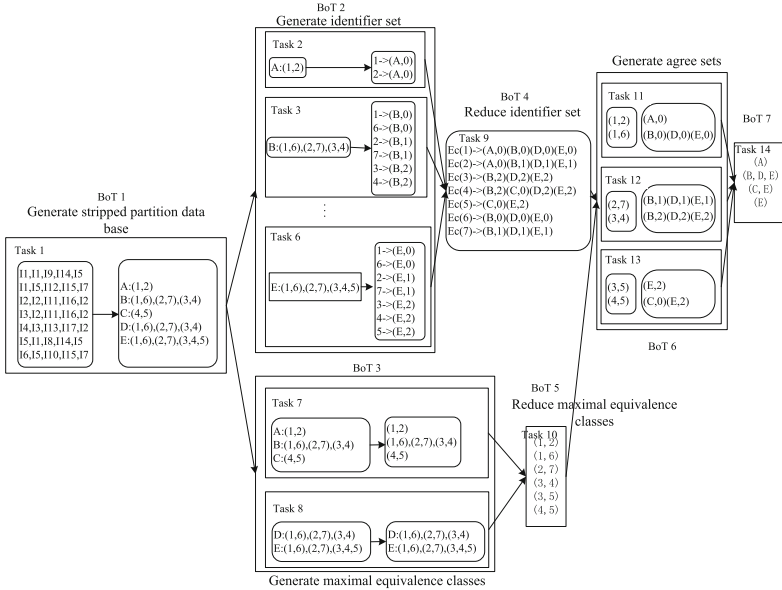 BoT 1
Generate stripped partition data
base
Task 1
I1,I1,I9,I14,I5
I1,I5,I12,I15,I7
I2,I2,I11,I16,I2
I3,I2,I11,I16,I2
I4,I3,I13,I17,I2
I5,I1,I8,I14,I5
I6,I5,I10,I15,I7
A:(1,2)
B:(1,6),(2,7),(3,4)
C:(4,5)
D:(1,6),(2,7),(3,4)
E:(1,6),(2,7),(3,4,5)
BoT 2
Generate identifier set
Task 2
A:(1,2)
1->(A,0)
2->(A,0)
Task 3
B:(1,6),(2,7),(3,4)
1->(B,0)
6->(B,0)
2->(B,1)
7->(B,1)
3->(B,2)
4->(B,2)
⋮
Task 6
E:(1,6),(2,7),(3,4,5)
1->(E,0)
6->(E,0)
2->(E,1)
7->(E,1)
3->(E,2)
4->(E,2)
5->(E,2)
BoT 3
Task 7
A:(1,2)
B:(1,6),(2,7),(3,4)
C:(4,5)
(1,2)
(1,6),(2,7),(3,4)
(4,5)
Task 8
D:(1,6),(2,7),(3,4)
E:(1,6),(2,7),(3,4,5)
D:(1,6),(2,7),(3,4)
E:(1,6),(2,7),(3,4,5)
Generate maximal equivalence classes
BoT 4
Reduce identifier set
Task 9
Ec(1)->(A,0)(B,0)(D,0)(E,0)
Ec(2)->(A,0)(B,1)(D,1)(E,1)
Ec(3)->(B,2)(D,2)(E,2)
Ec(4)->(B,2)(C,0)(D,2)(E,2)
Ec(5)->(C,0)(E,2)
Ec(6)->(B,0)(D,0)(E,0)
Ec(7)->(B,1)(D,1)(E,1)
BoT 5
Reduce maximal equivalence
classes
Task 10
(1, 2)
(1, 6)
(2, 7)
(3, 4)
(3, 5)
(4, 5)
Generate agree sets
Task 11
(1,2)
(1,6)
(A,0)
(B,0)(D,0)(E,0)
Task 12
(2,7)
(3,4)
(B,1)(D,1)(E,1)
(B,2)(D,2)(E,2)
Task 13
(3,5)
(4,5)
(E,2)
(C,0)(E,2)
BoT 6
BoT 7
Task 14
(A)
(B, D, E)
(C, E)
(E)